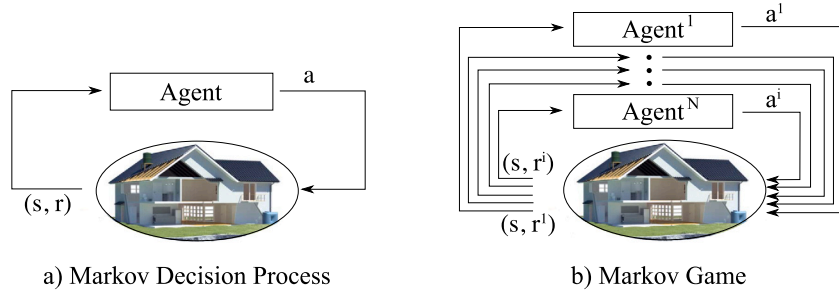 Agent
a
(s, r)
a) Markov Decision Process
Agent¹
a¹
Agentᴺ
aⁱ
(s, rⁱ)
(s, r¹)
b) Markov Game